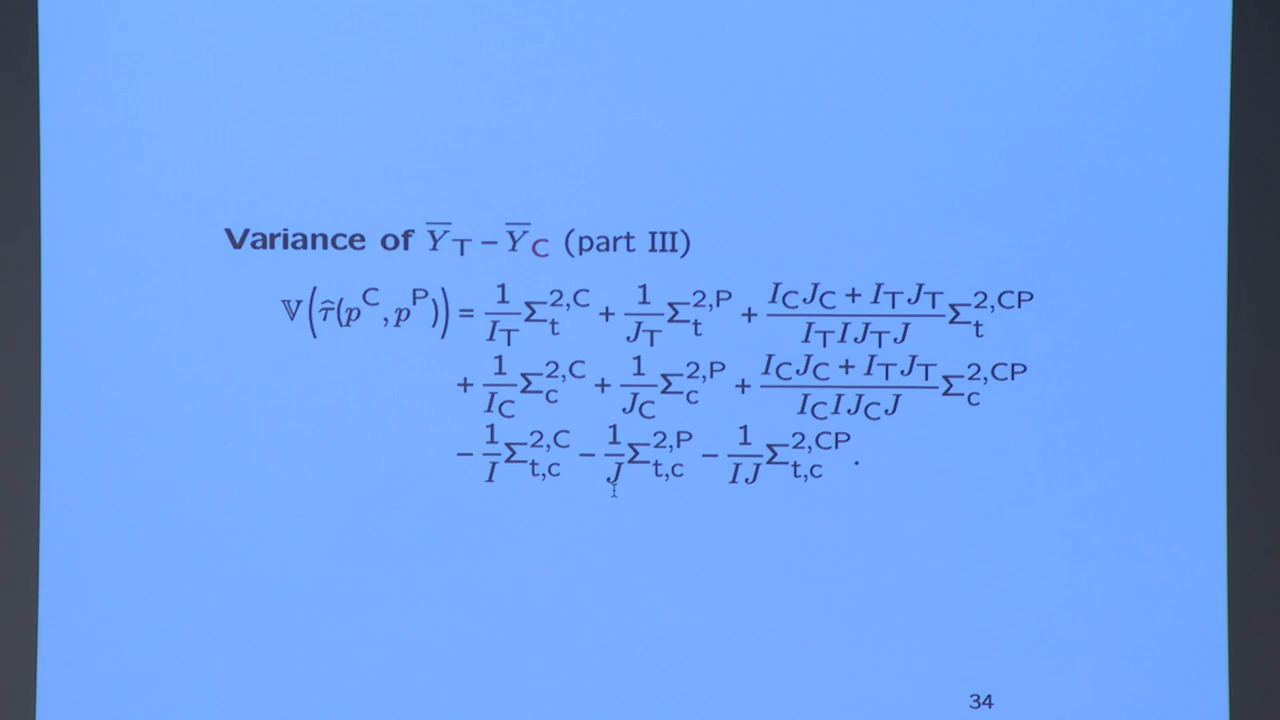 Variance of Y̅_T − Y̅_C (part III)
𝕍(τ̂(p^C, p^P)) = 1/I_T Σ_t^{2,C} + 1/J_T Σ_t^{2,P} + (I_C J_C + I_T J_T)/(I_T I J_T J) Σ_t^{2,CP}
+ 1/I_C Σ_c^{2,C} + 1/J_C Σ_c^{2,P} + (I_C J_C + I_T J_T)/(I_C I J_C J) Σ_c^{2,CP}
− 1/I Σ_{t,c}^{2,C} − 1/J Σ_{t,c}^{2,P} − 1/(IJ) Σ_{t,c}^{2,CP}.
34